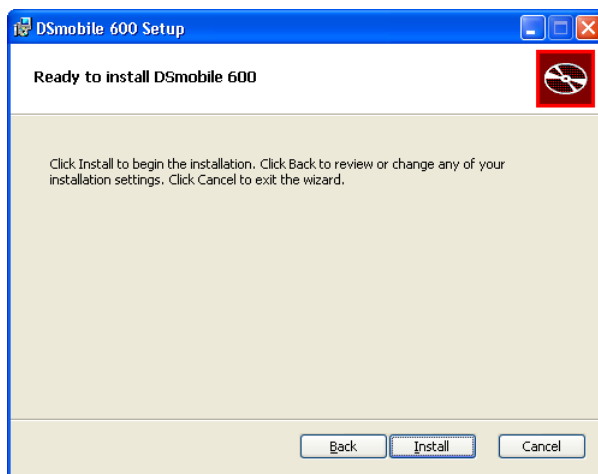 DSmobile 600 Setup
Ready to install DSmobile 600
Click Install to begin the installation. Click Back to review or change any of your
installation settings. Click Cancel to exit the wizard.
Back Install Cancel